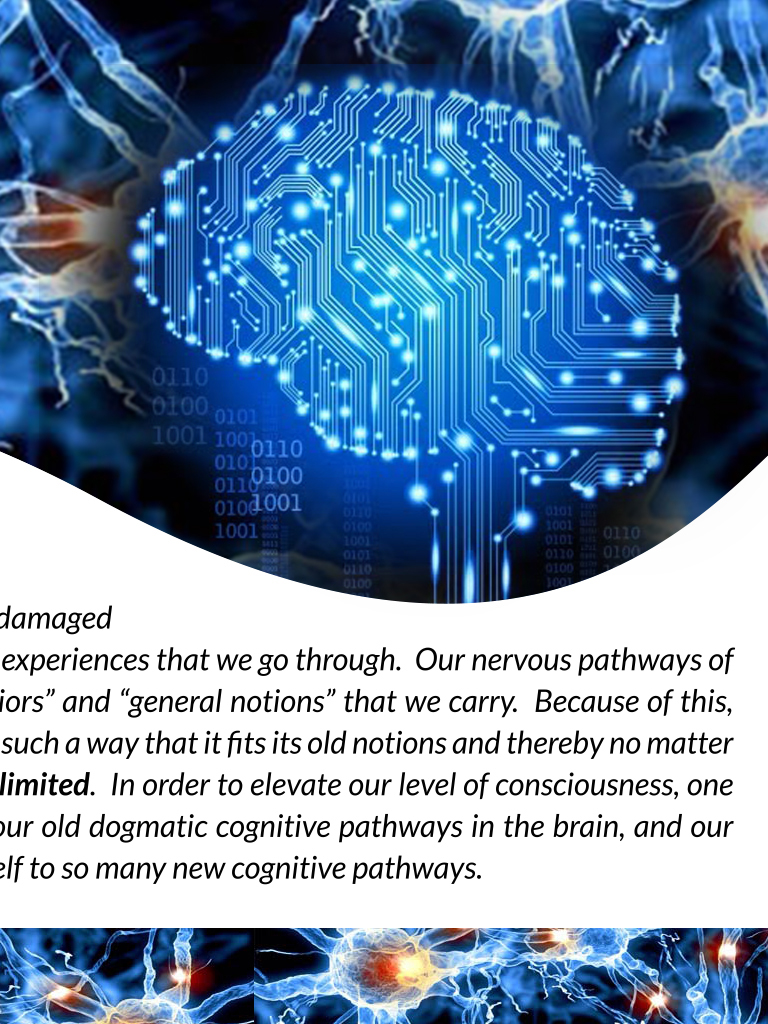 0110
0100
1001
0101
1001
0101
0110
0100
1001
0110
0100
1001
0101
1001
0101
0110
0100
0110
0100
damaged
experiences that we go through. Our nervous pathways of
iors” and “general notions” that we carry. Because of this,
such a way that it fits its old notions and thereby no matter
limited. In order to elevate our level of consciousness, one
our old dogmatic cognitive pathways in the brain, and our
elf to so many new cognitive pathways.